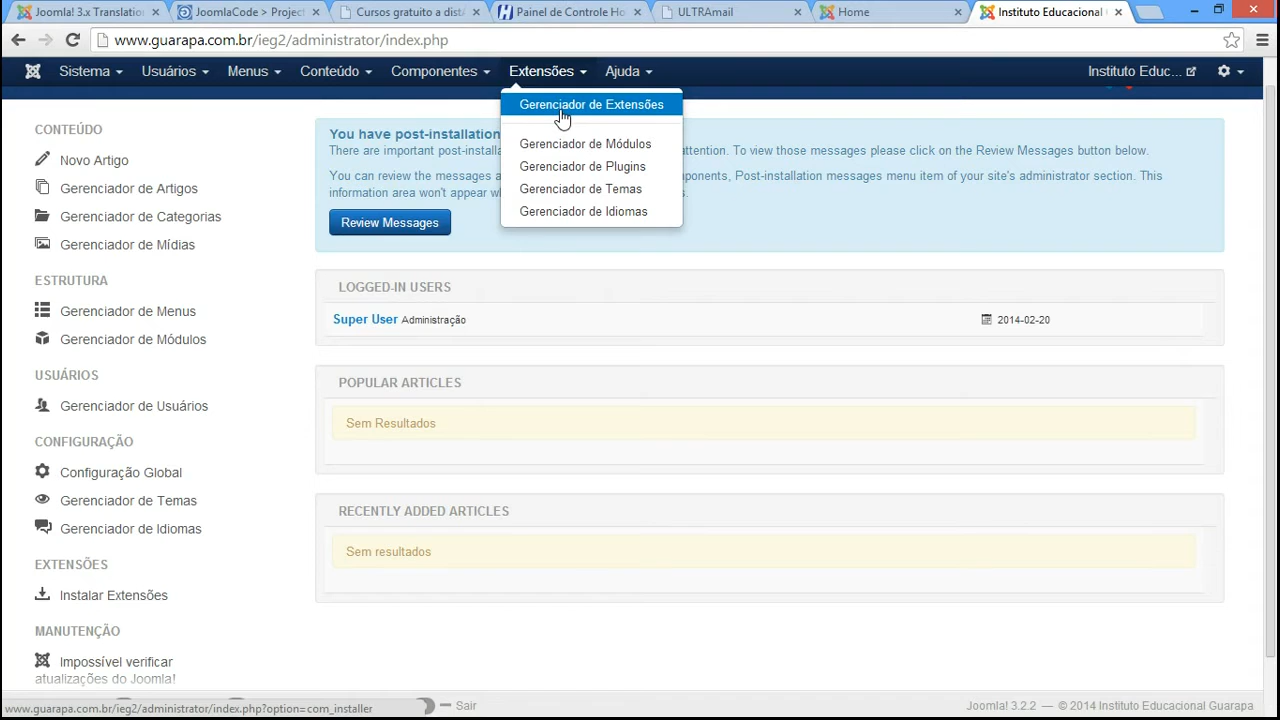 Joomla! 3.x Translation
JoomlaCode > Project
Cursos gratuito a dist
Painel de Controle Ho
ULTRAmail
Home
Instituto Educacional
www.guarapa.com.br/ieg2/administrator/index.php
Sistema
Usuários
Menus
Conteúdo
Componentes
Extensões
Ajuda
Instituto Educ...
Gerenciador de Extensões
Gerenciador de Módulos
Gerenciador de Plugins
Gerenciador de Temas
Gerenciador de Idiomas
CONTEÚDO
Novo Artigo
Gerenciador de Artigos
Gerenciador de Categorias
Gerenciador de Mídias
ESTRUTURA
Gerenciador de Menus
Gerenciador de Módulos
USUÁRIOS
Gerenciador de Usuários
CONFIGURAÇÃO
Configuração Global
Gerenciador de Temas
Gerenciador de Idiomas
EXTENSÕES
Instalar Extensões
MANUTENÇÃO
Impossível verificar
atualizações do Joomla!
You have post-installation
There are important post-insta attention. To view those messages please click on the Review Messages button below.
You can review the messages a ponents, Post-installation messages menu item of your site's administrator section. This
information area won't appear w
Review Messages
LOGGED-IN USERS
Super User Administração
2014-02-20
POPULAR ARTICLES
Sem Resultados
RECENTLY ADDED ARTICLES
Sem resultados
www.guarapa.com.br/ieg2/administrator/index.php?option=com_installer
Sair
Joomla! 3.2.2 — © 2014 Instituto Educacional Guarapa